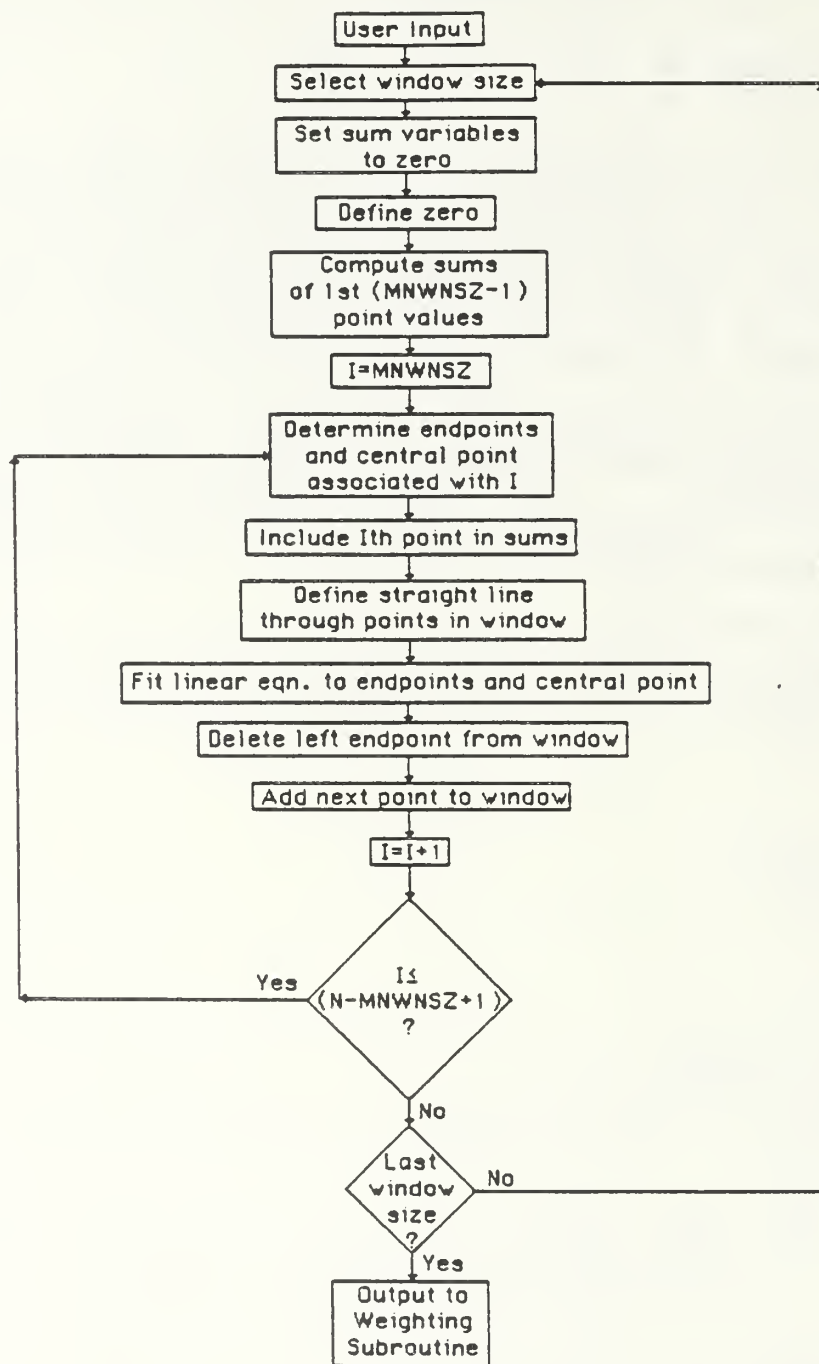 User Input
Select window size
Set sum variables
to zero
Define zero
Compute sums
of 1st (MNWNSZ-1)
point values
I=MNWNSZ
Determine endpoints
and central point
associated with I
Include Ith point in sums
Define straight line
through points in window
Fit linear eqn. to endpoints and central point
Delete left endpoint from window
Add next point to window
I=I+1
Yes
I≤
(N-MNWNSZ+1)
?
No
Last
window
size
?
No
Yes
Output to
Weighting
Subroutine